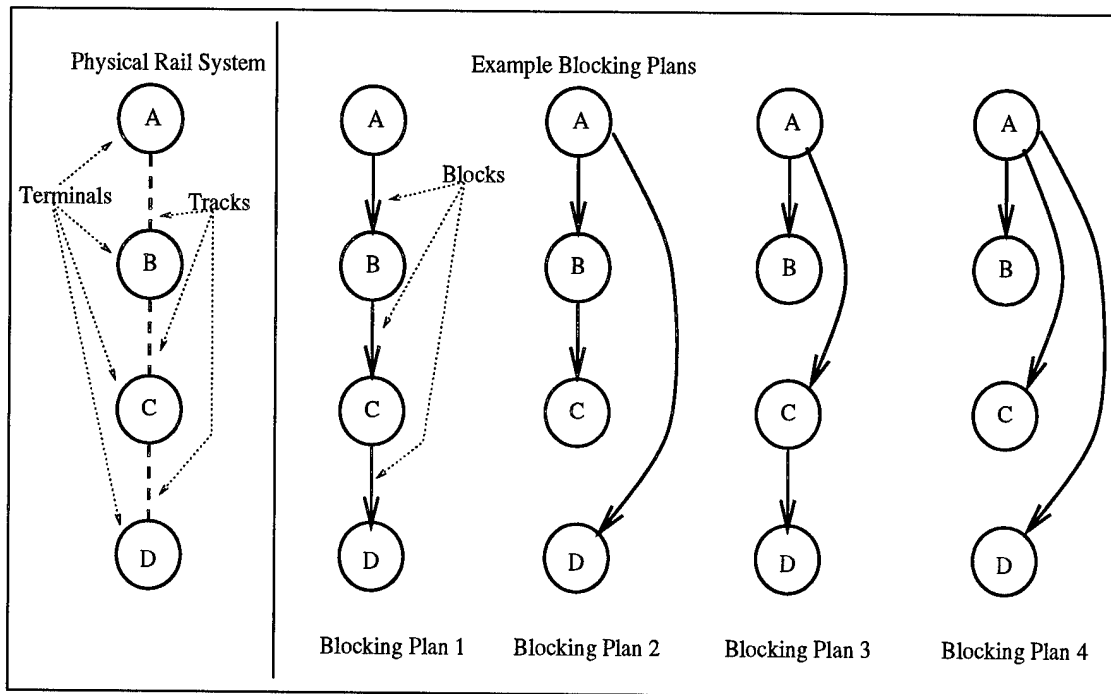 Physical Rail System
A
Terminals
Tracks
B
C
D
Example Blocking Plans
A
Blocks
B
C
D
Blocking Plan 1
A
B
C
D
Blocking Plan 2
A
B
C
D
Blocking Plan 3
A
B
C
D
Blocking Plan 4